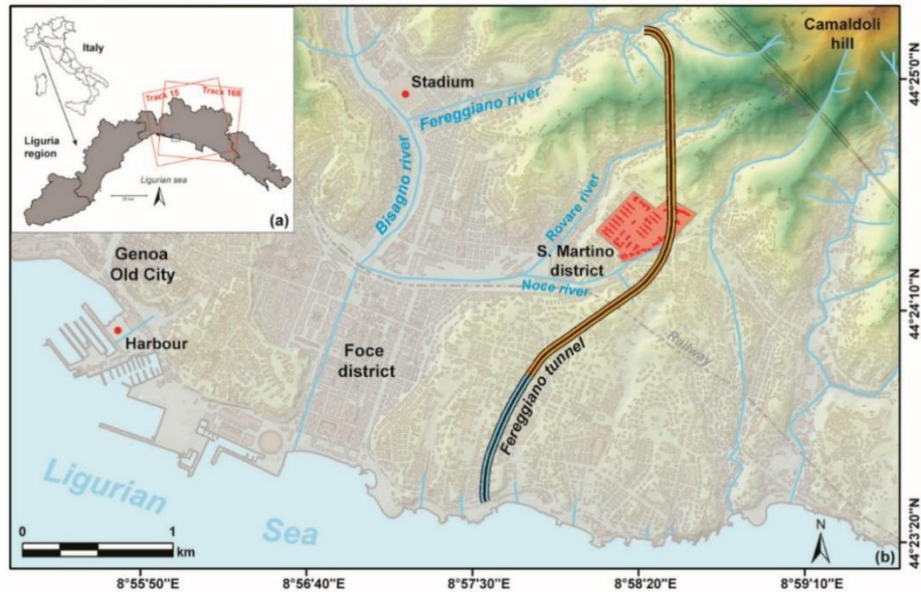 Italy
Track 15
Track 168
Liguria
region
Ligurian sea
(a)
Camaldoli
hill
Stadium
Fereggiano river
Bisagno river
Rovare river
S. Martino
district
Noce river
Genoa
Old City
Harbour
Foce
district
Railway
Fereggiano tunnel
Ligurian
Sea
0
1
km
N
(b)
44°25'0"N
44°24'10"N
44°23'20"N
8°55'50"E
8°56'40"E
8°57'30"E
8°58'20"E
8°59'10"E